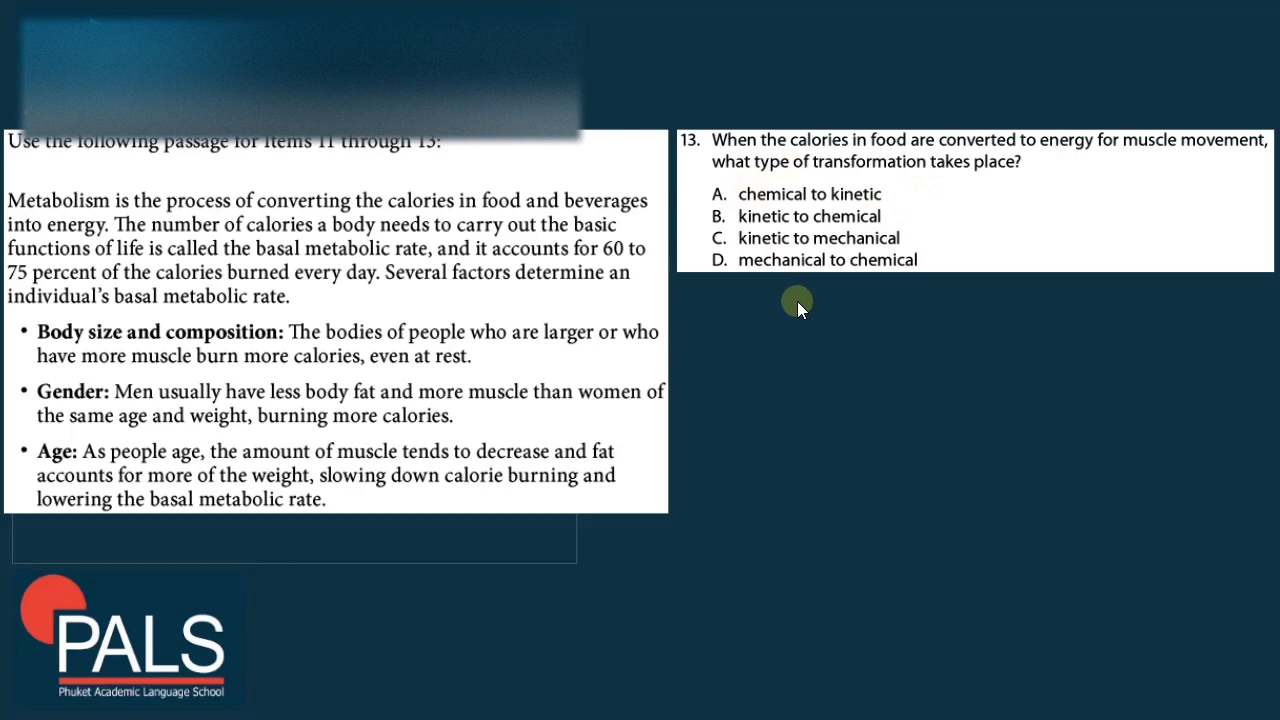 Use the following passage for Items 11 through 13:
Metabolism is the process of converting the calories in food and beverages
into energy. The number of calories a body needs to carry out the basic
functions of life is called the basal metabolic rate, and it accounts for 60 to
75 percent of the calories burned every day. Several factors determine an
individual's basal metabolic rate.
• Body size and composition: The bodies of people who are larger or who
have more muscle burn more calories, even at rest.
• Gender: Men usually have less body fat and more muscle than women of
the same age and weight, burning more calories.
• Age: As people age, the amount of muscle tends to decrease and fat
accounts for more of the weight, slowing down calorie burning and
lowering the basal metabolic rate.
13. When the calories in food are converted to energy for muscle movement,
what type of transformation takes place?
A. chemical to kinetic
B. kinetic to chemical
C. kinetic to mechanical
D. mechanical to chemical
PALS
Phuket Academic Language School